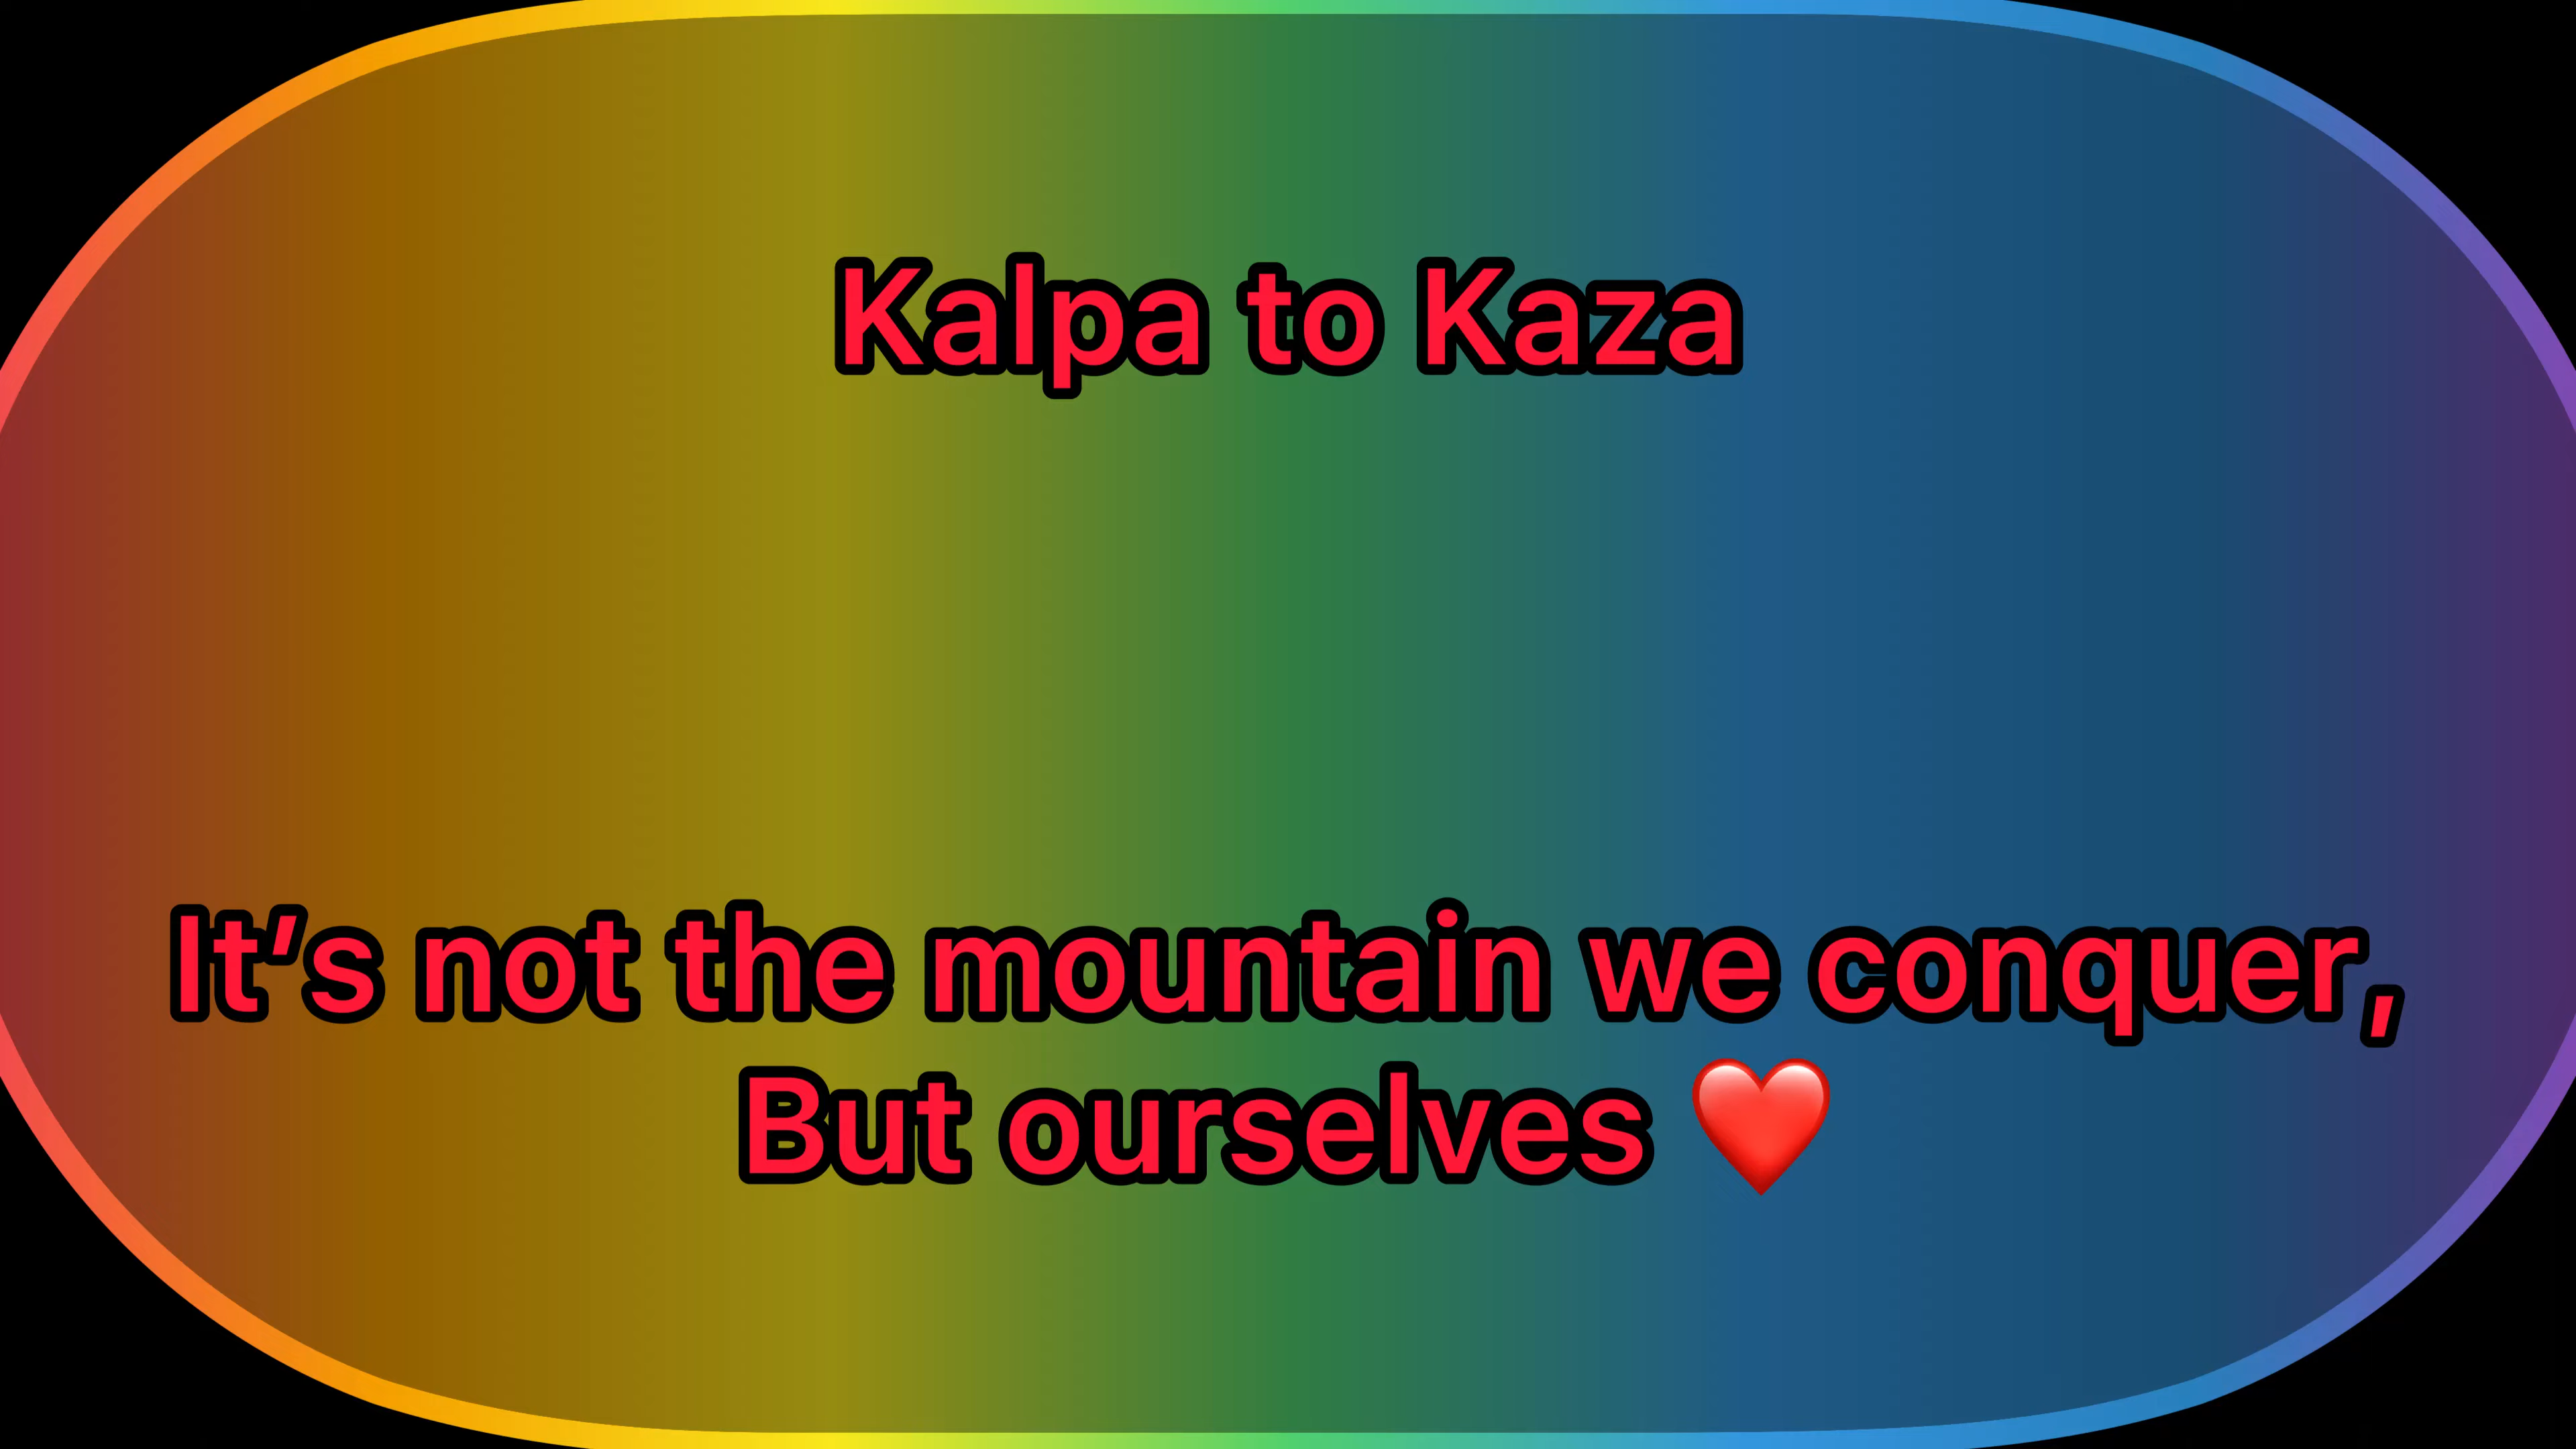 Kalpa to Kaza
It’s not the mountain we conquer,
But ourselves ❤️